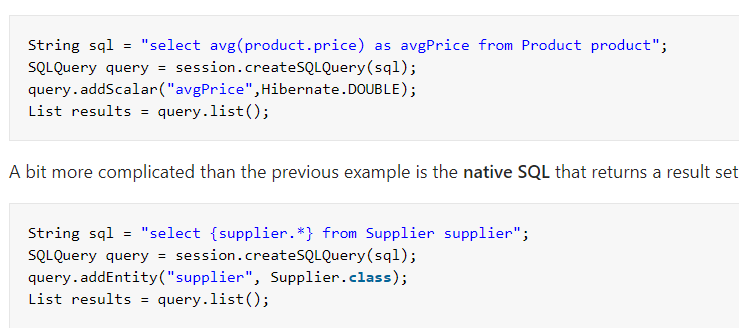 String sql = "select avg(product.price) as avgPrice from Product product";
SQLQuery query = session.createSQLQuery(sql);
query.addScalar("avgPrice",Hibernate.DOUBLE);
List results = query.list();
A bit more complicated than the previous example is the native SQL that returns a result set
String sql = "select {supplier.*} from Supplier supplier";
SQLQuery query = session.createSQLQuery(sql);
query.addEntity("supplier", Supplier.class);
List results = query.list();